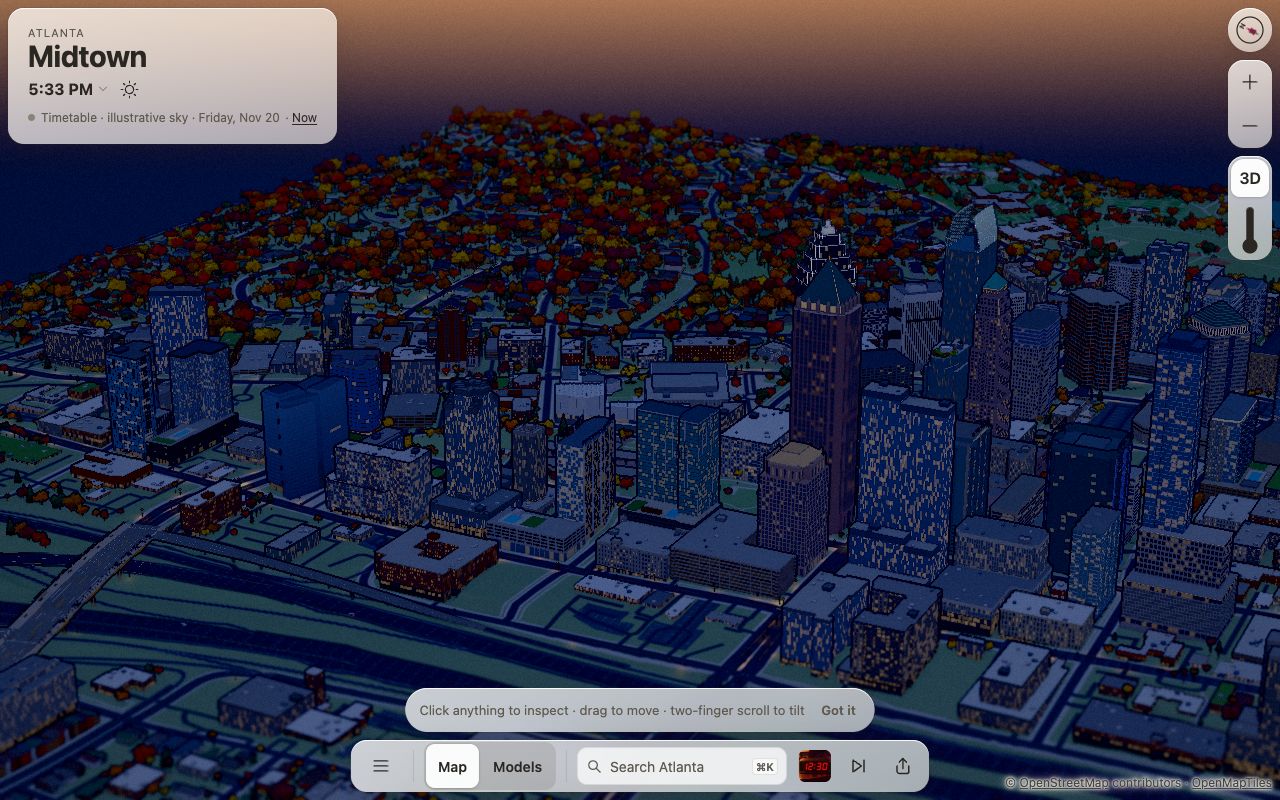 ATLANTA
Midtown
5:33 PM
Timetable · illustrative sky · Friday, Nov 20 · Now
N
3D
Click anything to inspect · drag to move · two-finger scroll to tilt Got it
Map Models Search Atlanta ⌘K 12:30
© OpenStreetMap contributors · OpenMapTiles